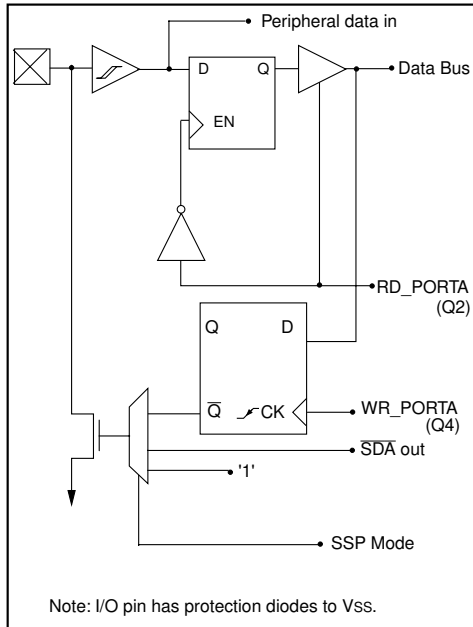 Peripheral data in
D Q
Data Bus
EN
RD_PORTA
(Q2)
Q D
Q̅ CK
WR_PORTA
(Q4)
S̅D̅A̅ out
'1'
SSP Mode
Note: I/O pin has protection diodes to VSS.